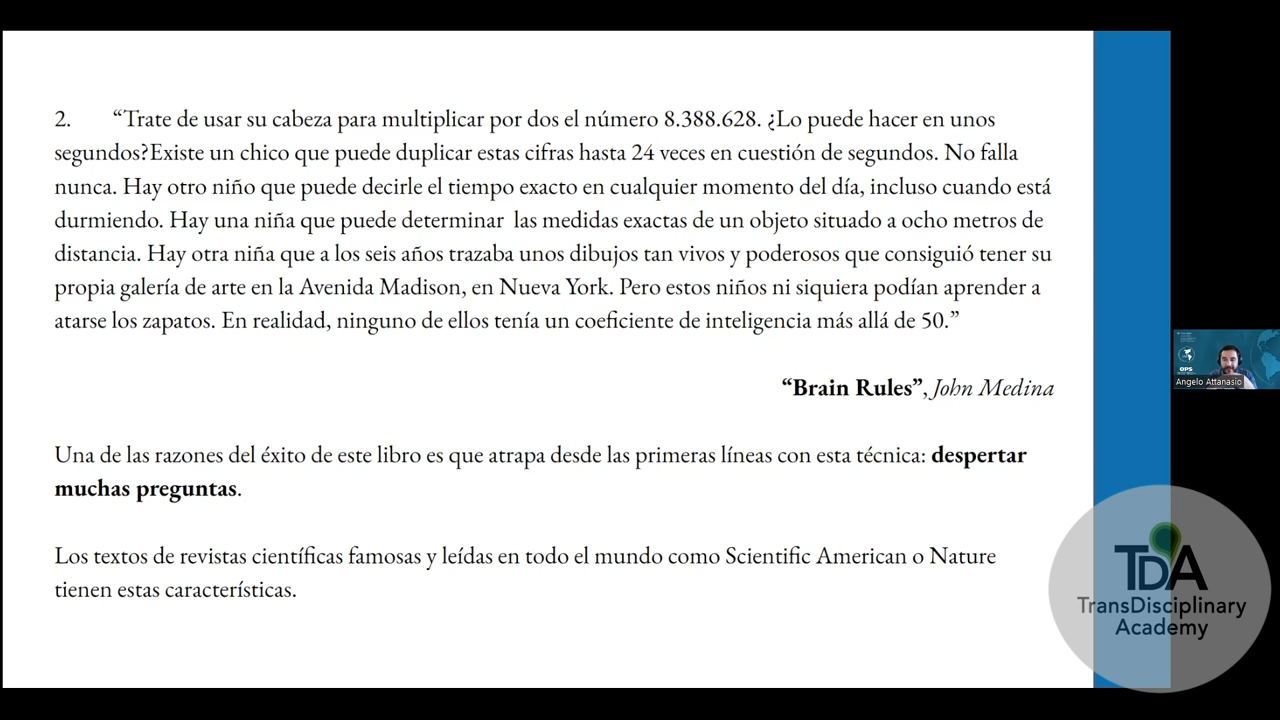 2. “Trate de usar su cabeza para multiplicar por dos el número 8.388.628. ¿Lo puede hacer en unos
segundos?Existe un chico que puede duplicar estas cifras hasta 24 veces en cuestión de segundos. No falla
nunca. Hay otro niño que puede decirle el tiempo exacto en cualquier momento del día, incluso cuando está
durmiendo. Hay una niña que puede determinar las medidas exactas de un objeto situado a ocho metros de
distancia. Hay otra niña que a los seis años trazaba unos dibujos tan vivos y poderosos que consiguió tener su
propia galería de arte en la Avenida Madison, en Nueva York. Pero estos niños ni siquiera podían aprender a
atarse los zapatos. En realidad, ninguno de ellos tenía un coeficiente de inteligencia más allá de 50.”
“Brain Rules”, John Medina
Una de las razones del éxito de este libro es que atrapa desde las primeras líneas con esta técnica: despertar
muchas preguntas.
Los textos de revistas científicas famosas y leídas en todo el mundo como Scientific American o Nature
tienen estas características.
OPS
Angelo Attanasio
TDA
TransDisciplinary
Academy